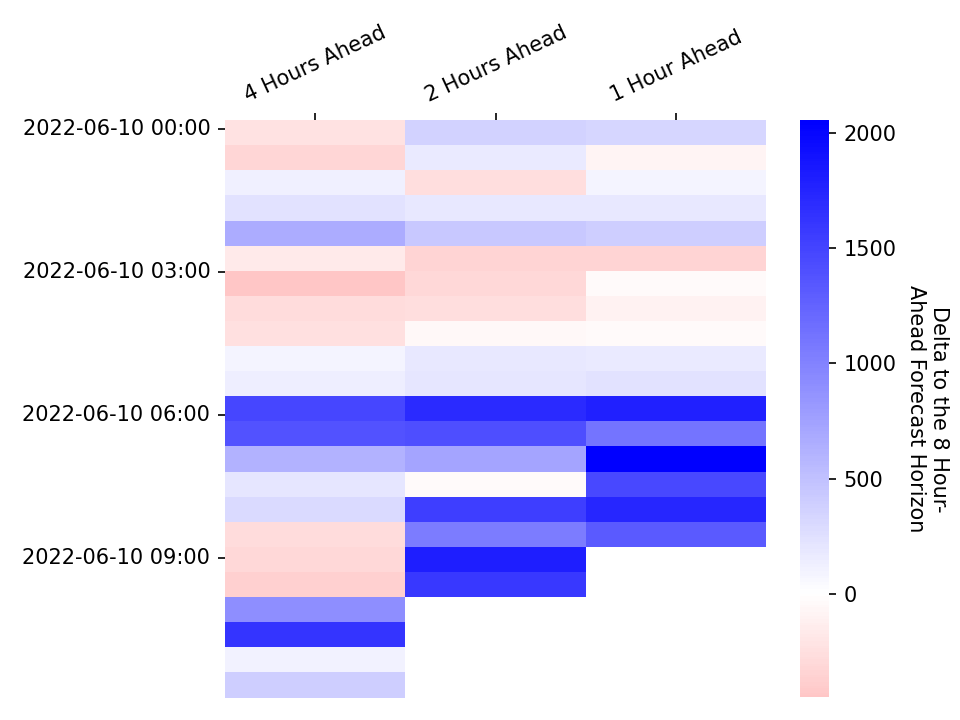 4 Hours Ahead
2 Hours Ahead
1 Hour Ahead
2022-06-10 00:00
2022-06-10 03:00
2022-06-10 06:00
2022-06-10 09:00
2000
1500
1000
500
0
Delta to the 8 Hour-
Ahead Forecast Horizon